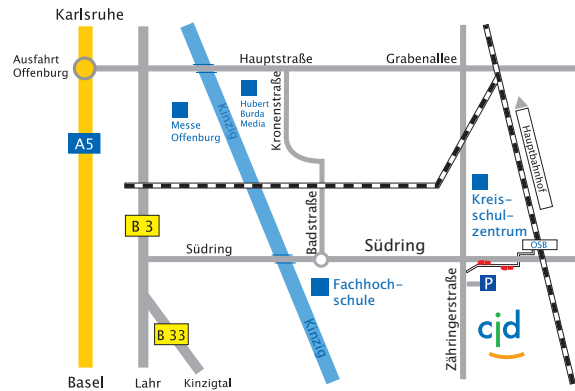 Karlsruhe
Ausfahrt
Offenburg
Hauptstraße
Grabenallee
Kinzig
Hubert
Burda
Media
Messe
Offenburg
Kronenstraße
Hauptbahnhof
A5
Kreis-
schul-
zentrum
B 3
Badstraße
Südring
Südring
OSB
Fachhoch-
schule
Zähringerstraße
P
Kinzig
B 33
cjd
Basel
Lahr
Kinzigtal